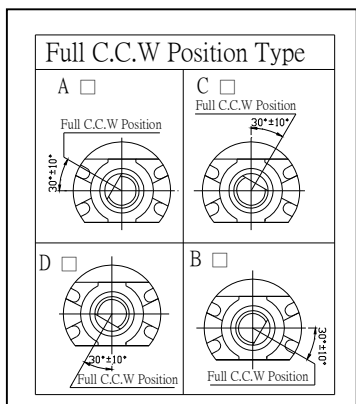 Full C.C.W Position Type
A □
Full C.C.W Position
30°±10°
C □
Full C.C.W Position
30°±10°
D □
30°±10°
Full C.C.W Position
B □
30°±10°
Full C.C.W Position